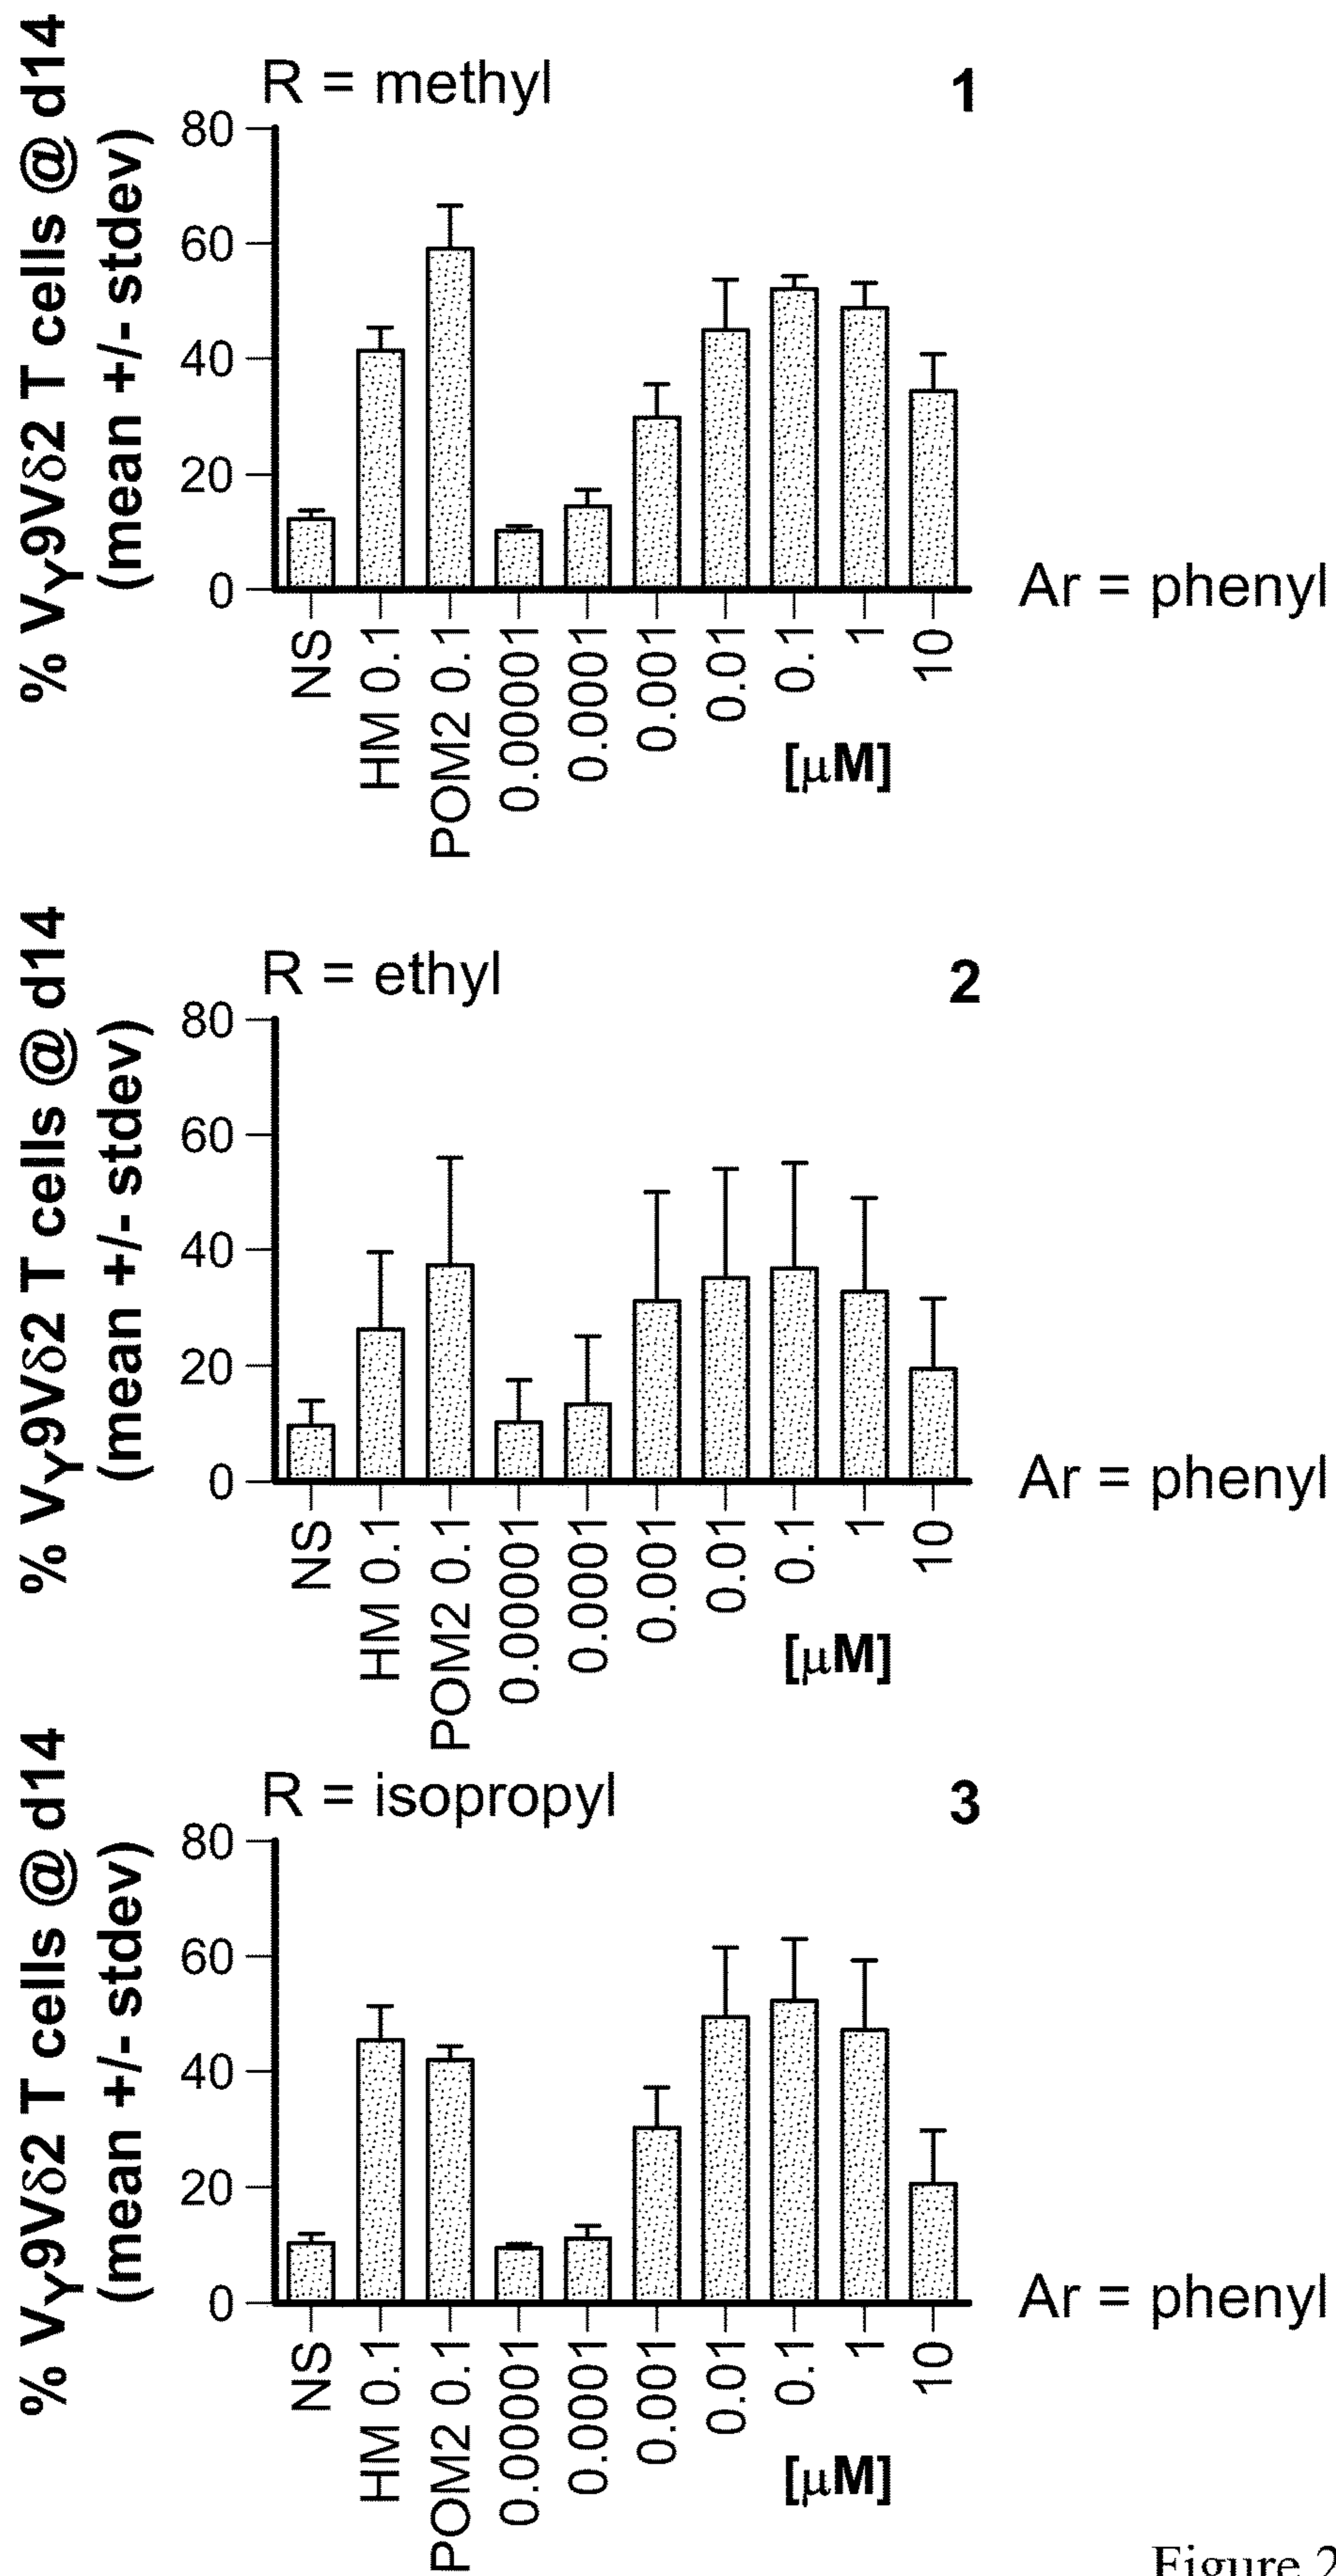 R = methyl
1
% Vγ9Vδ2 T cells @ d14
(mean +/- stdev)
80
60
40
20
0
Ar = phenyl
NS
HM 0.1
POM2 0.1
0.00001
0.0001
0.001
0.01
0.1
1
10
[μM]
R = ethyl
2
% Vγ9Vδ2 T cells @ d14
(mean +/- stdev)
80
60
40
20
0
Ar = phenyl
NS
HM 0.1
POM2 0.1
0.00001
0.0001
0.001
0.01
0.1
1
10
[μM]
R = isopropyl
3
% Vγ9Vδ2 T cells @ d14
(mean +/- stdev)
80
60
40
20
0
Ar = phenyl
NS
HM 0.1
POM2 0.1
0.00001
0.0001
0.001
0.01
0.1
1
10
[μM]
Figure 2